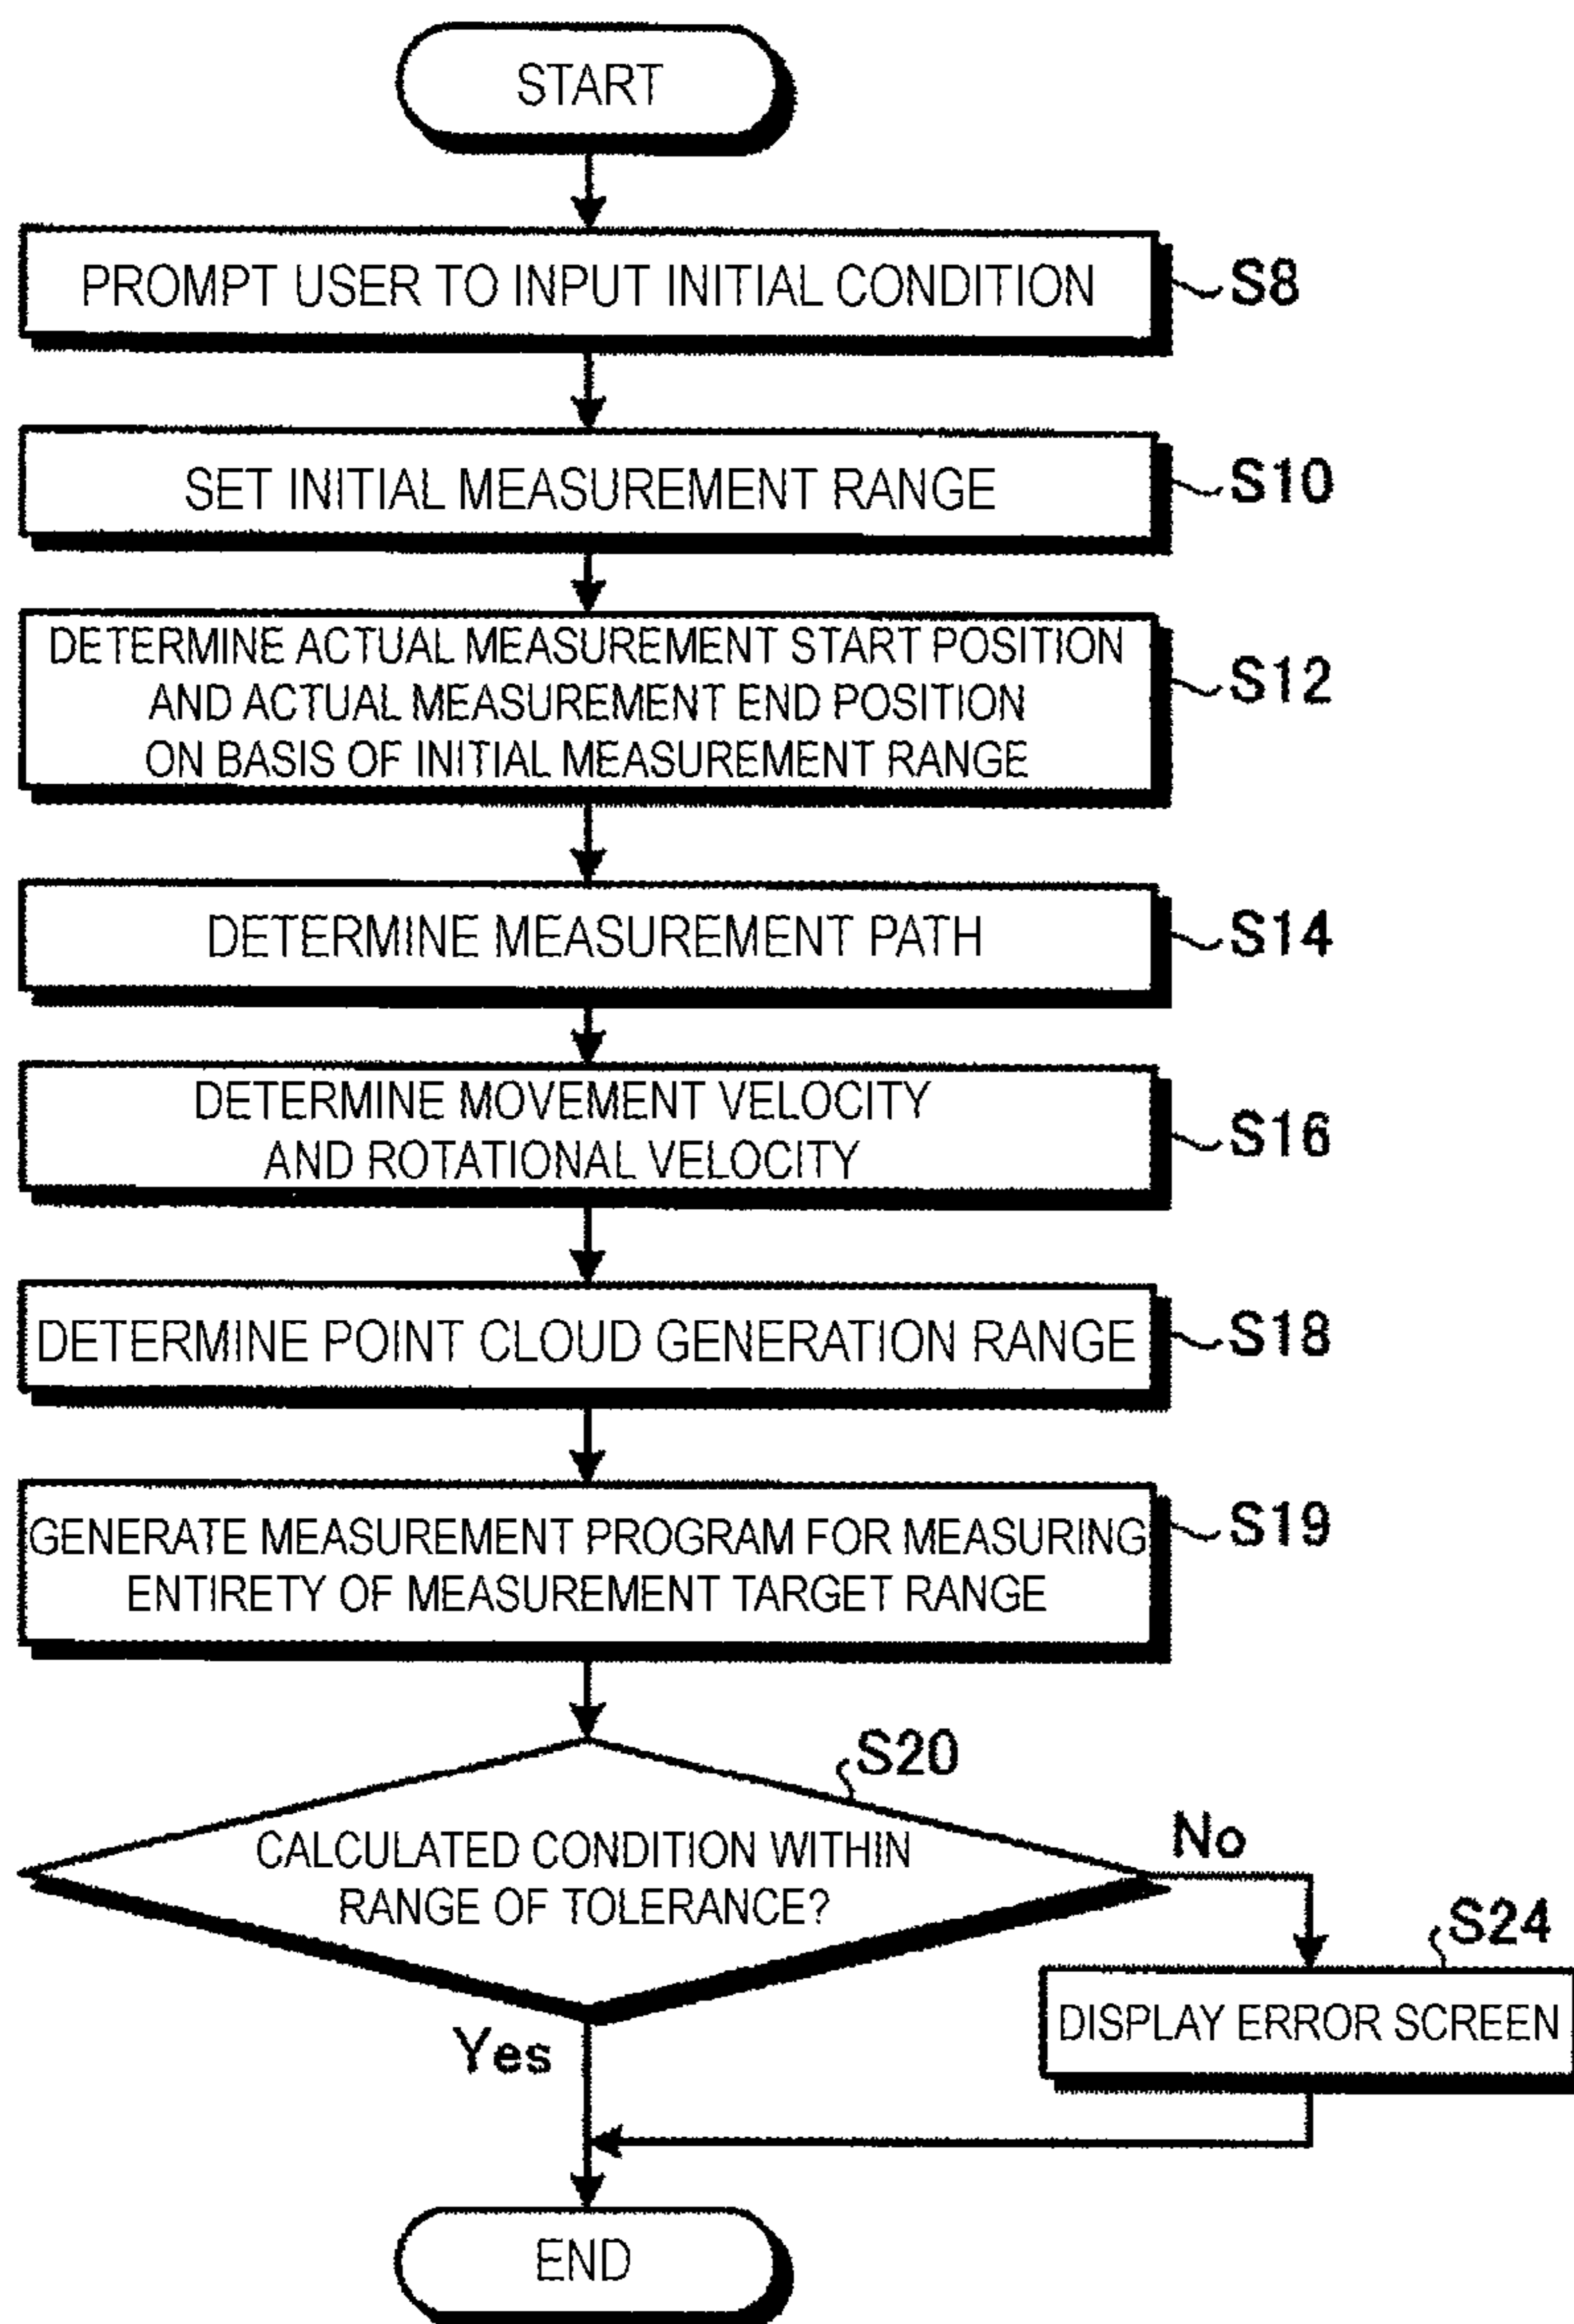 START
PROMPT USER TO INPUT INITIAL CONDITION
S8
SET INITIAL MEASUREMENT RANGE
S10
DETERMINE ACTUAL MEASUREMENT START POSITION
AND ACTUAL MEASUREMENT END POSITION
ON BASIS OF INITIAL MEASUREMENT RANGE
S12
DETERMINE MEASUREMENT PATH
S14
DETERMINE MOVEMENT VELOCITY
AND ROTATIONAL VELOCITY
S16
DETERMINE POINT CLOUD GENERATION RANGE
S18
GENERATE MEASUREMENT PROGRAM FOR MEASURING
ENTIRETY OF MEASUREMENT TARGET RANGE
S19
S20
CALCULATED CONDITION WITHIN
RANGE OF TOLERANCE?
No
S24
DISPLAY ERROR SCREEN
Yes
END